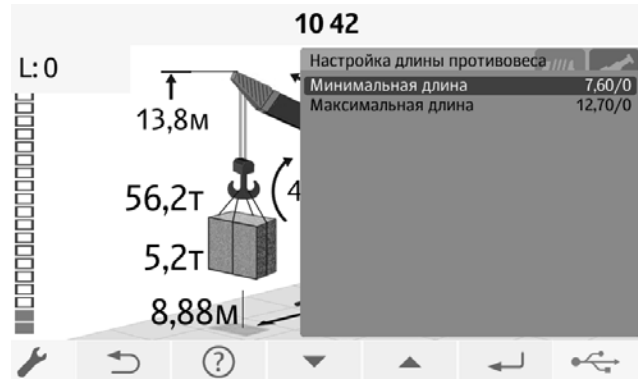 10 42
L: 0
Настройка длины противовеса
Минимальная длина 7,60/0
Максимальная длина 12,70/0
13,8м
56,2т
4
5,2т
8,88м
?